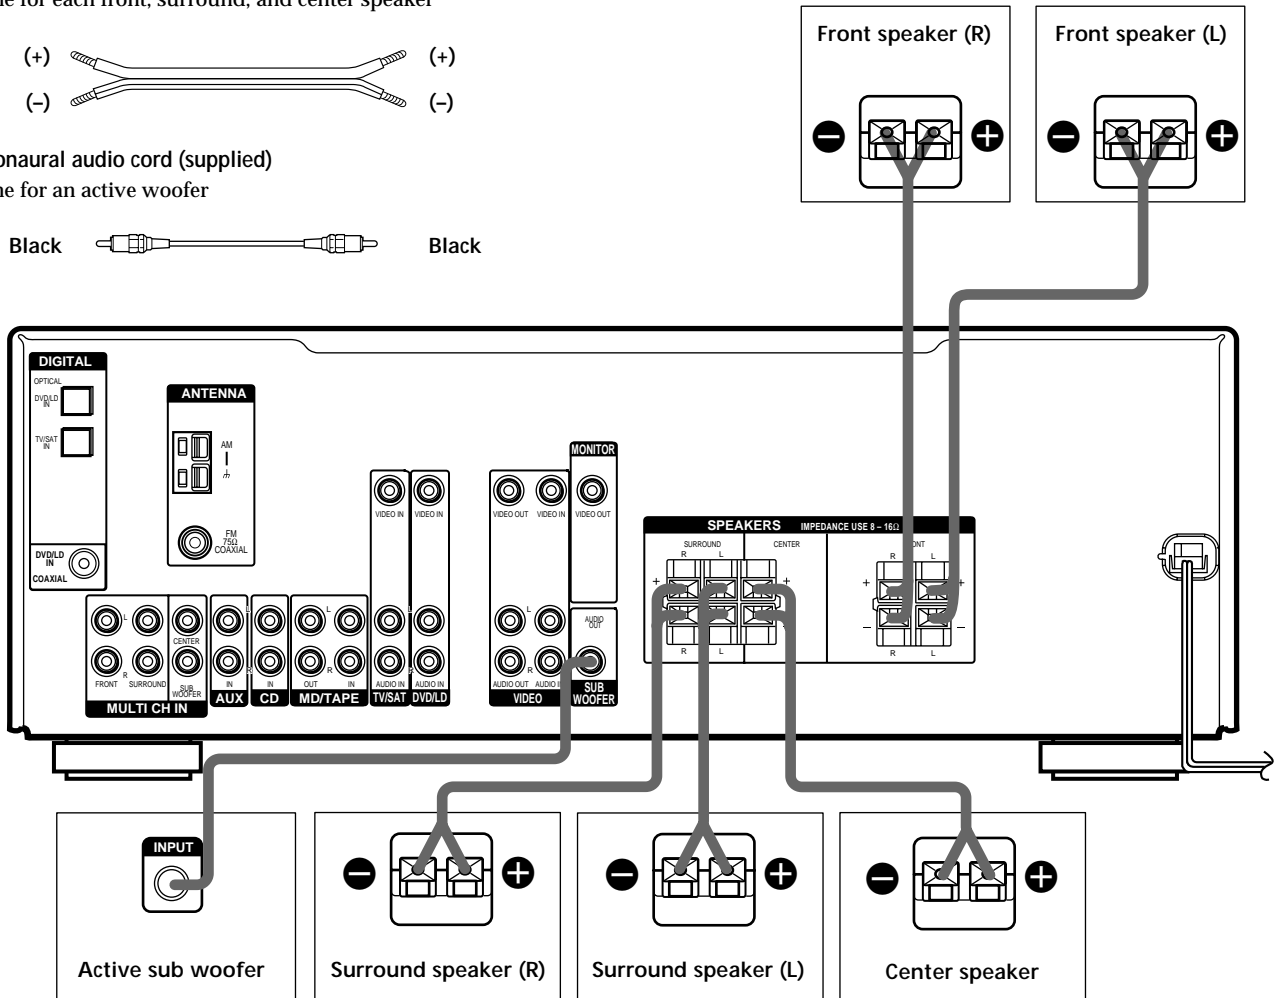 ne for each front, surround, and center speaker
(+) (+)
(–) (–)
onaural audio cord (supplied)
ne for an active woofer
Black Black
Front speaker (R)
Front speaker (L)
DIGITAL
OPTICAL
DVD/LD
IN
TV/SAT
IN
DVD/LD
IN
COAXIAL
ANTENNA
AM
FM
75Ω
COAXIAL
L
R
FRONT
SURROUND
CENTER
SUB
WOOFER
MULTI CH IN
L
R
IN
AUX
IN
CD
L
R
OUT
IN
MD/TAPE
VIDEO IN
VIDEO IN
L
R
AUDIO IN
AUDIO IN
TV/SAT
DVD/LD
VIDEO OUT
VIDEO IN
L
R
AUDIO OUT
AUDIO IN
VIDEO
MONITOR
VIDEO OUT
AUDIO
OUT
SUB
WOOFER
SPEAKERS
IMPEDANCE USE 8 – 16Ω
SURROUND
CENTER
ONT
R L
R L
+ +
+ +
– –
R L
R L
INPUT
Active sub woofer
Surround speaker (R)
Surround speaker (L)
Center speaker